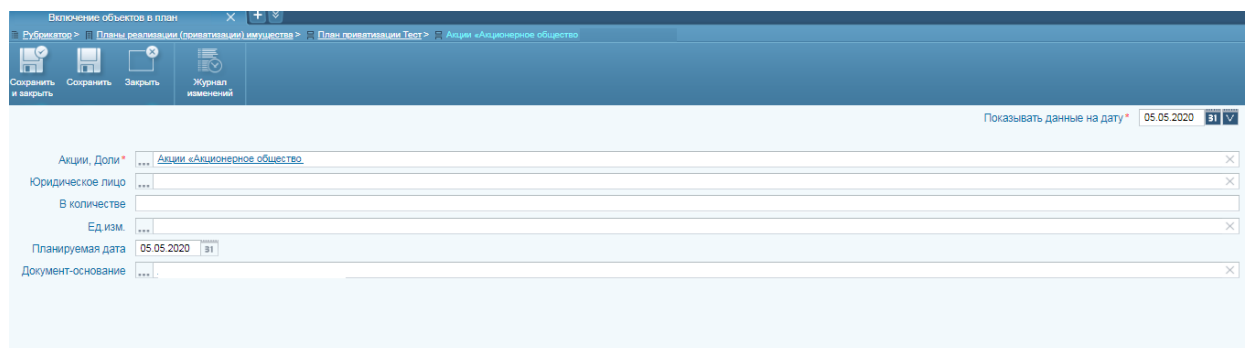 Включение объектов в план
Рубрикатор > Планы реализации (приватизации) имущества > План приватизации Тест > Акции «Акционерное общество
Сохранить и закрыть
Сохранить
Закрыть
Журнал изменений
Показывать данные на дату * 05.05.2020 31
Акции, Доли * ... Акции «Акционерное общество
Юридическое лицо ...
В количестве
Ед.изм. ...
Планируемая дата 05.05.2020 31
Документ-основание ...